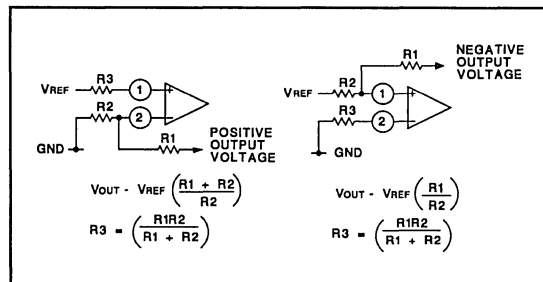 VREF R3 1 +
R2 2 −
GND R1 POSITIVE
OUTPUT
VOLTAGE
VOUT - VREF (R1 + R2 / R2)
R3 = (R1R2 / R1 + R2)
R1 NEGATIVE
OUTPUT
VOLTAGE
VREF R2 1 +
R3 2 −
GND
VOUT - VREF (R1 / R2)
R3 = (R1R2 / R1 + R2)